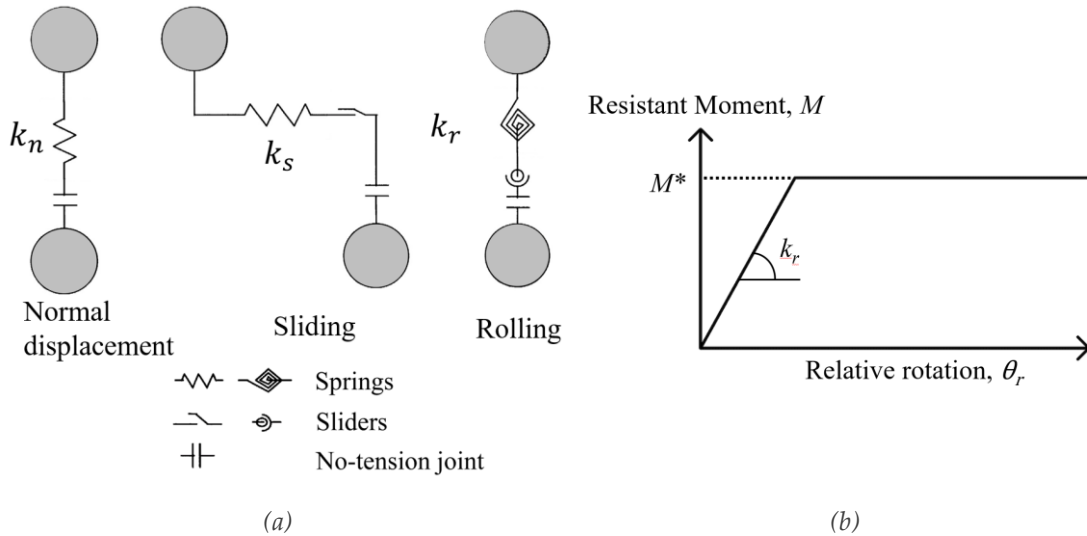 k_n
k_s
k_r
Normal
displacement
Sliding
Rolling
Springs
Sliders
No-tension joint
(a)
Resistant Moment, M
M*
k_r
Relative rotation, θ_r
(b)